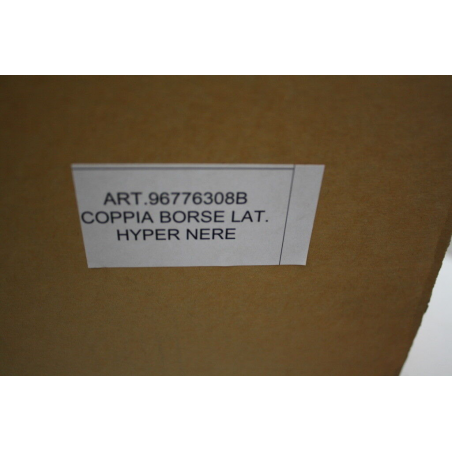 ART.96776308B
COPPIA BORSE LAT.
HYPER NERE